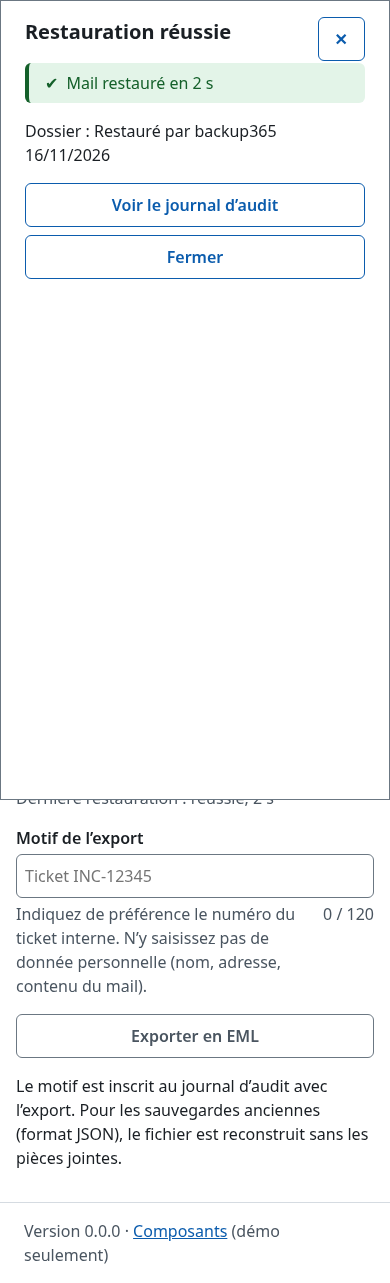 Restauration réussie
×
✔ Mail restauré en 2 s
Dossier : Restauré par backup365
16/11/2026
Voir le journal d’audit
Fermer
Dernière restauration : réussie, 2 s
Motif de l’export
Ticket INC-12345
Indiquez de préférence le numéro du 0 / 120
ticket interne. N’y saisissez pas de
donnée personnelle (nom, adresse,
contenu du mail).
Exporter en EML
Le motif est inscrit au journal d’audit avec
l’export. Pour les sauvegardes anciennes
(format JSON), le fichier est reconstruit sans les
pièces jointes.
Version 0.0.0 · Composants (démo
seulement)